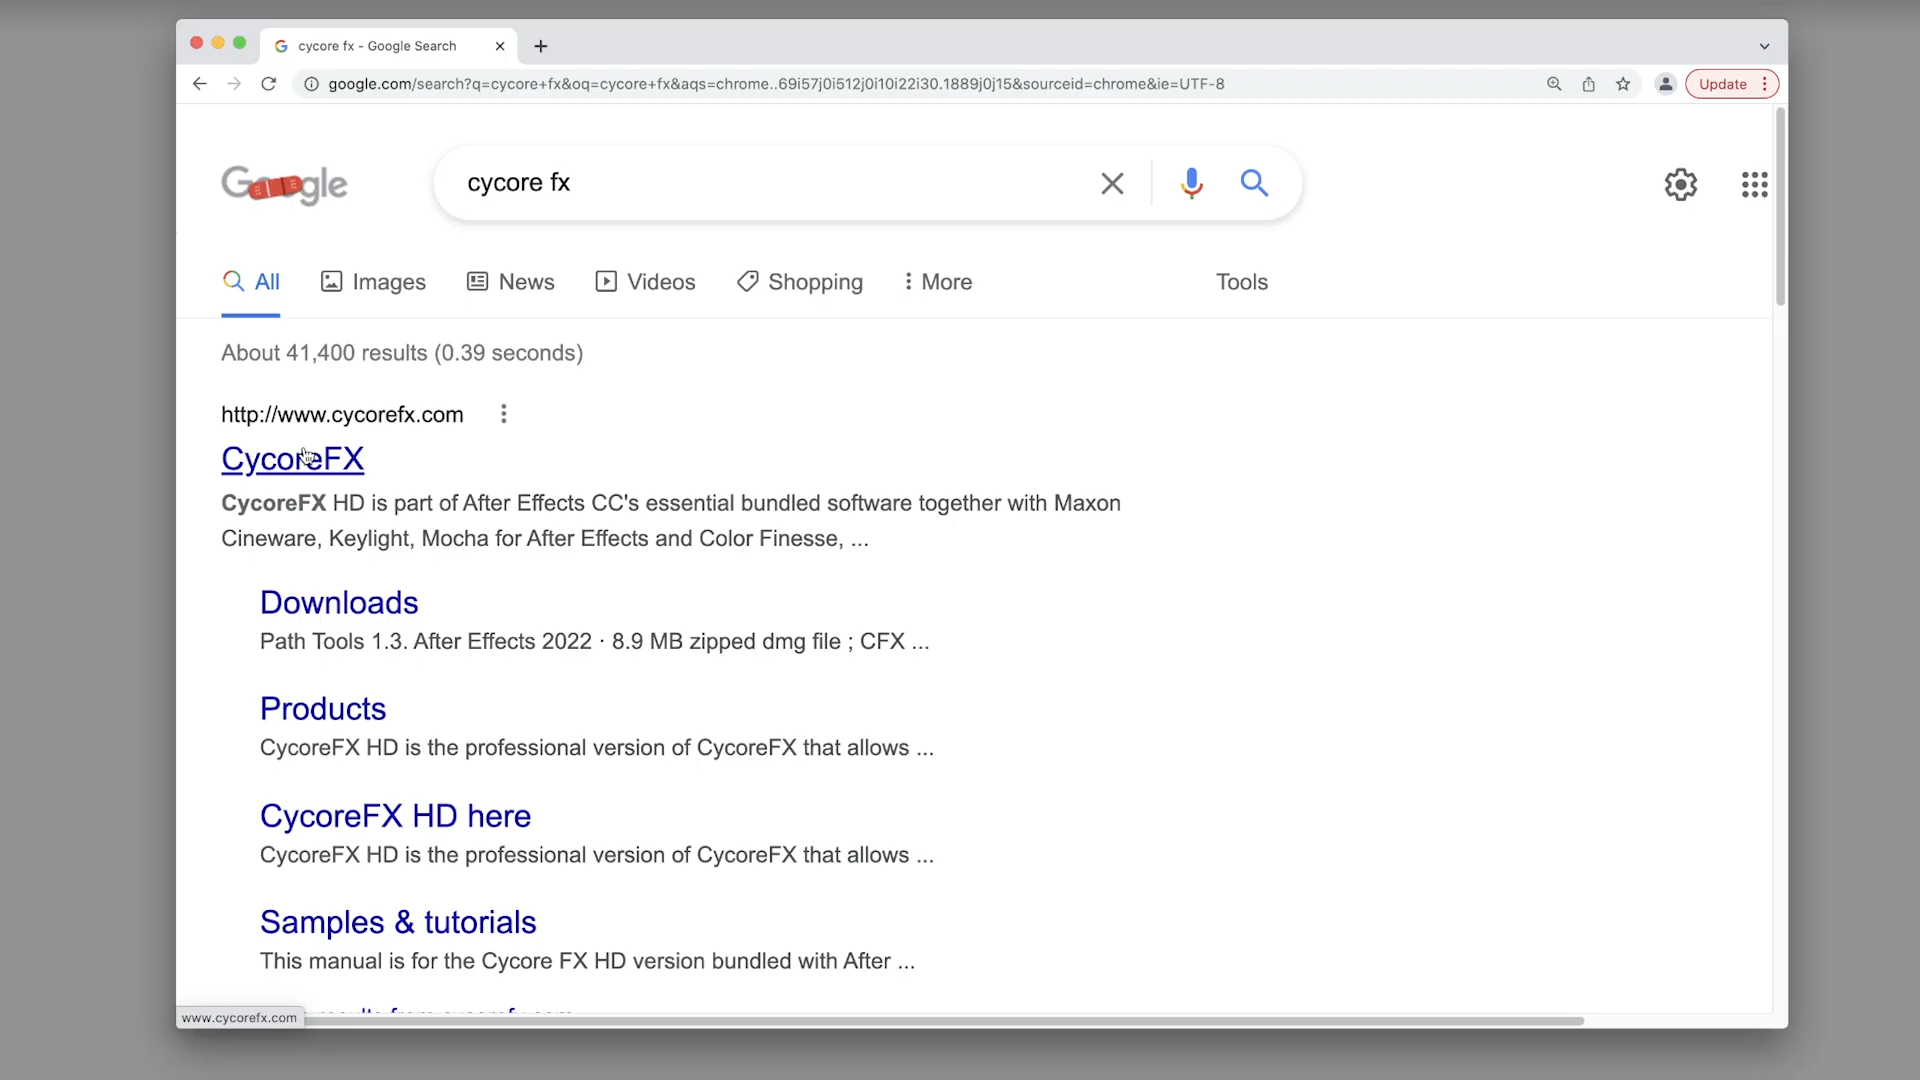 cycore fx - Google Search
google.com/search?q=cycore+fx&oq=cycore+fx&aqs=chrome..69i57j0i512j0i10i22i30.1889j0j15&sourceid=chrome&ie=UTF-8
Update
Google
cycore fx
All
Images
News
Videos
Shopping
More
Tools
About 41,400 results (0.39 seconds)
http://www.cycorefx.com
CycoreFX
CycoreFX HD is part of After Effects CC's essential bundled software together with Maxon
Cineware, Keylight, Mocha for After Effects and Color Finesse, ...
Downloads
Path Tools 1.3. After Effects 2022 · 8.9 MB zipped dmg file ; CFX ...
Products
CycoreFX HD is the professional version of CycoreFX that allows ...
CycoreFX HD here
CycoreFX HD is the professional version of CycoreFX that allows ...
Samples & tutorials
This manual is for the Cycore FX HD version bundled with After ...
www.cycorefx.com